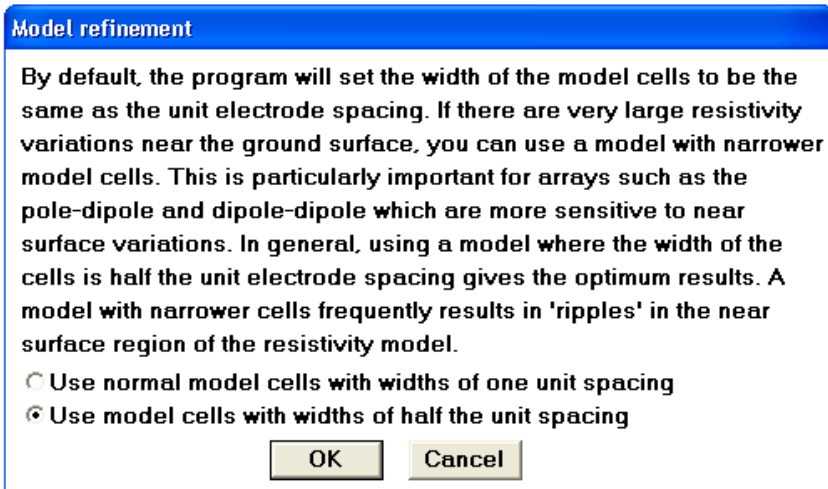 Model refinement
By default, the program will set the width of the model cells to be the
same as the unit electrode spacing. If there are very large resistivity
variations near the ground surface, you can use a model with narrower
model cells. This is particularly important for arrays such as the
pole-dipole and dipole-dipole which are more sensitive to near
surface variations. In general, using a model where the width of the
cells is half the unit electrode spacing gives the optimum results. A
model with narrower cells frequently results in 'ripples' in the near
surface region of the resistivity model.
Use normal model cells with widths of one unit spacing
Use model cells with widths of half the unit spacing
OK Cancel